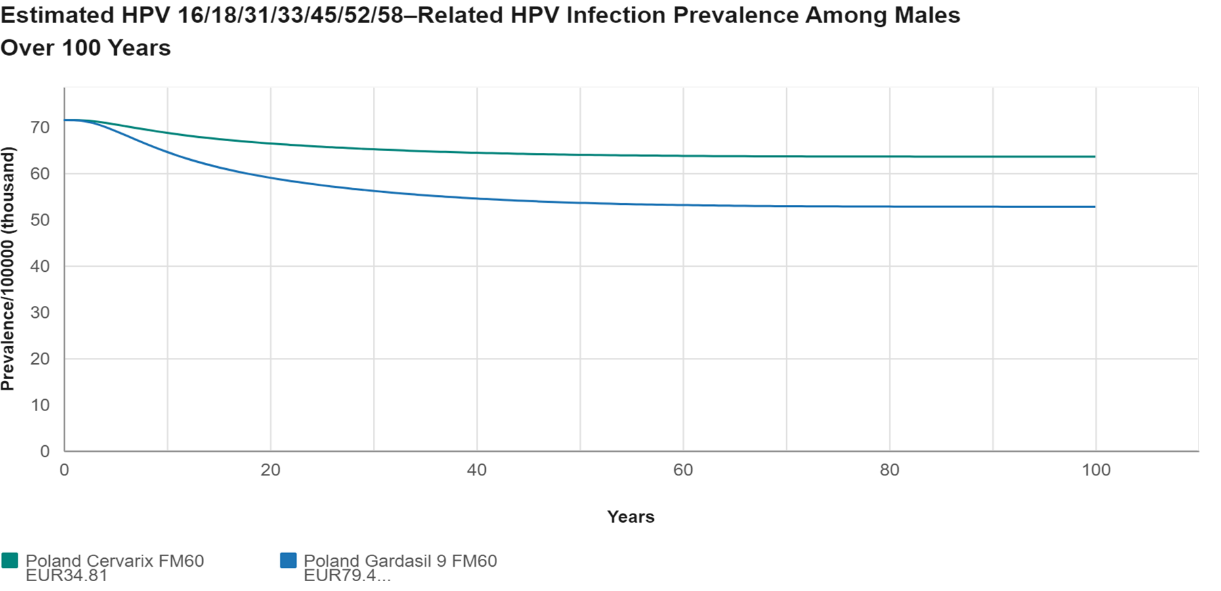 Estimated HPV 16/18/31/33/45/52/58–Related HPV Infection Prevalence Among Males
Over 100 Years
Prevalence/100000 (thousand)
70
60
50
40
30
20
10
0
0 20 40 60 80 100
Years
Poland Cervarix FM60
EUR34.81
Poland Gardasil 9 FM60
EUR79.4...